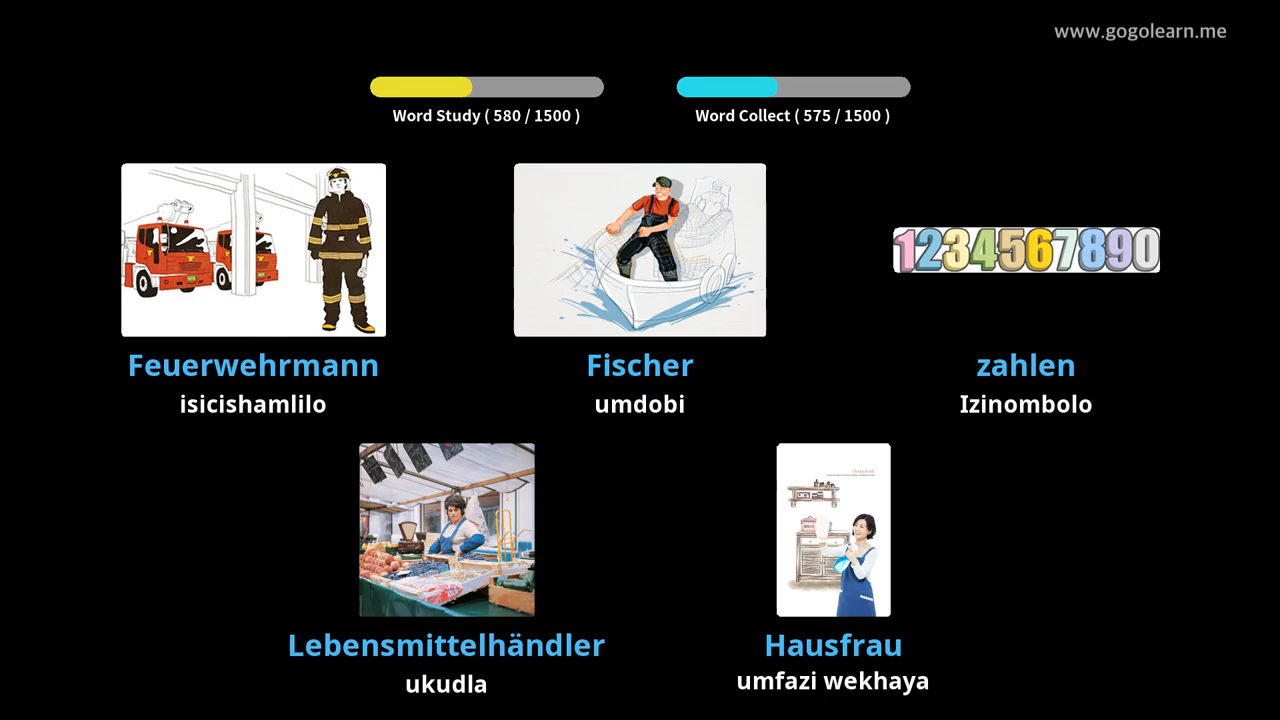 www.gogolearn.me
Word Study ( 580 / 1500 )
Word Collect ( 575 / 1500 )
1234567890
Feuerwehrmann
isicishamlilo
Fischer
umdobi
zahlen
Izinombolo
Lebensmittelhändler
ukudla
Hausfrau
umfazi wekhaya